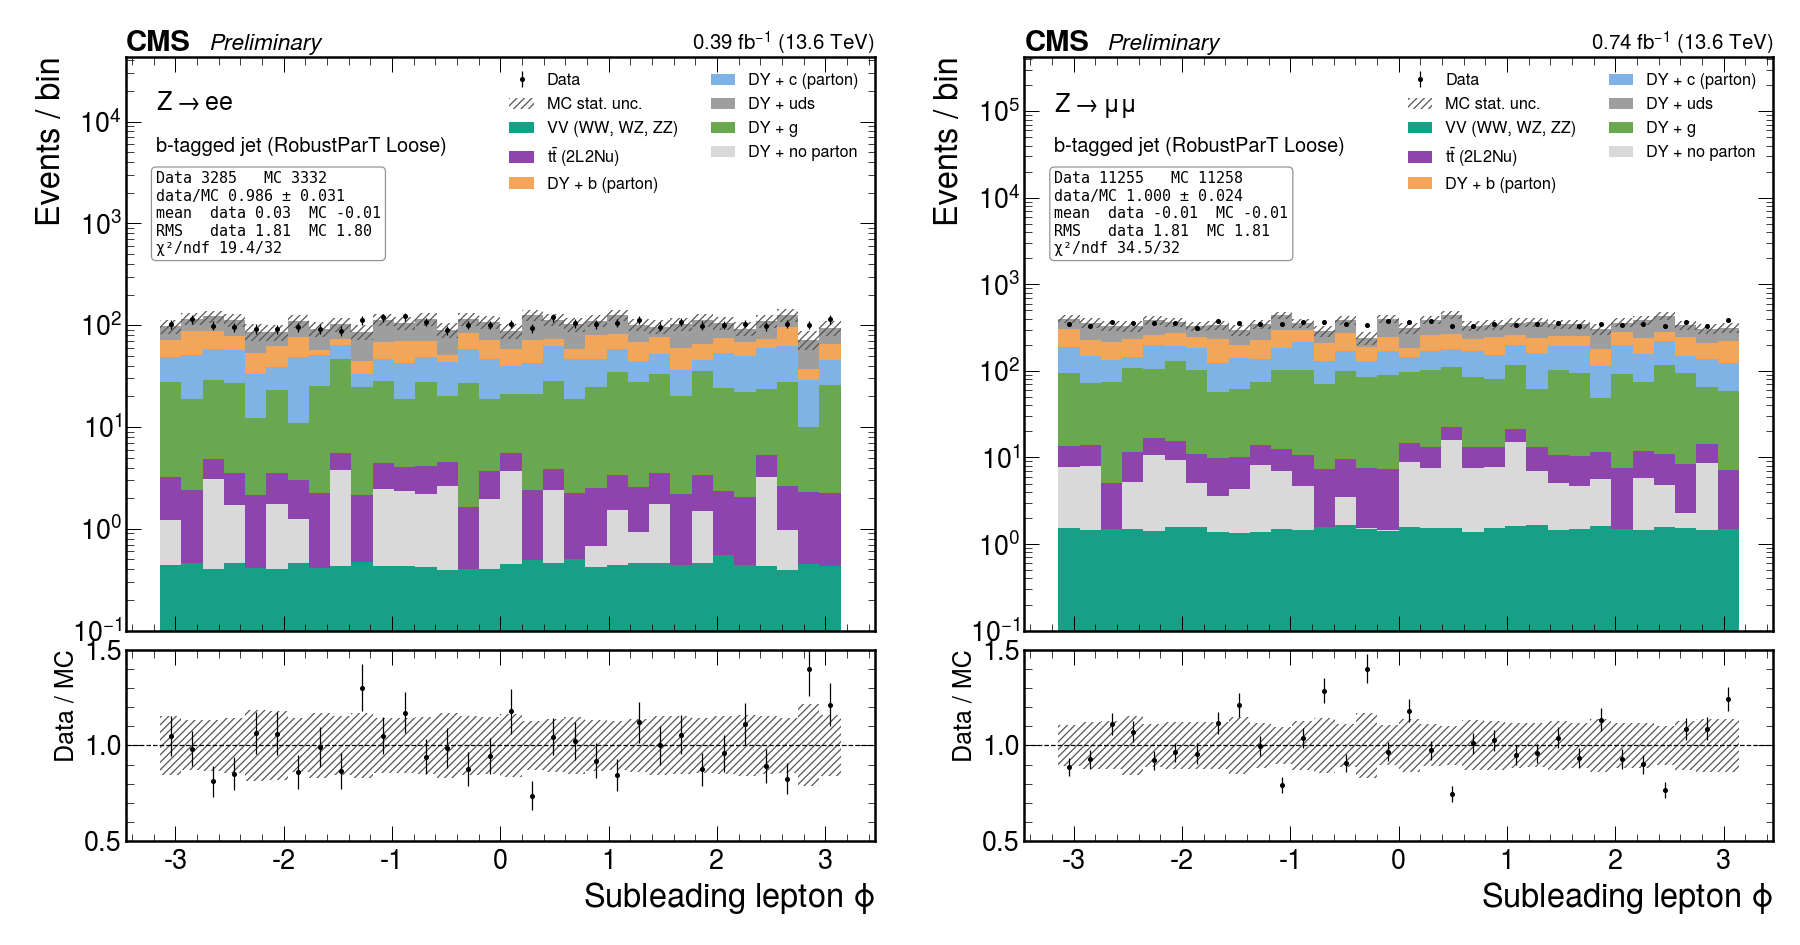 CMS Preliminary 0.39 fb⁻¹ (13.6 TeV)
Events / bin
Z → ee
b-tagged jet (RobustParT Loose)
Data 3285 MC 3332
data/MC 0.986 ± 0.031
mean data 0.03 MC -0.01
RMS data 1.81 MC 1.80
χ²/ndf 19.4/32
Data
MC stat. unc.
VV (WW, WZ, ZZ)
tt̄ (2L2Nu)
DY + b (parton)
DY + c (parton)
DY + uds
DY + g
DY + no parton
10⁴
10³
10²
10¹
10⁰
10⁻¹
Data / MC
1.5
1.0
0.5
-3 -2 -1 0 1 2 3
Subleading lepton ϕ
CMS Preliminary 0.74 fb⁻¹ (13.6 TeV)
Events / bin
Z → μμ
b-tagged jet (RobustParT Loose)
Data 11255 MC 11258
data/MC 1.000 ± 0.024
mean data -0.01 MC -0.01
RMS data 1.81 MC 1.81
χ²/ndf 34.5/32
Data
MC stat. unc.
VV (WW, WZ, ZZ)
tt̄ (2L2Nu)
DY + b (parton)
DY + c (parton)
DY + uds
DY + g
DY + no parton
10⁵
10⁴
10³
10²
10¹
10⁰
10⁻¹
Data / MC
1.5
1.0
0.5
-3 -2 -1 0 1 2 3
Subleading lepton ϕ